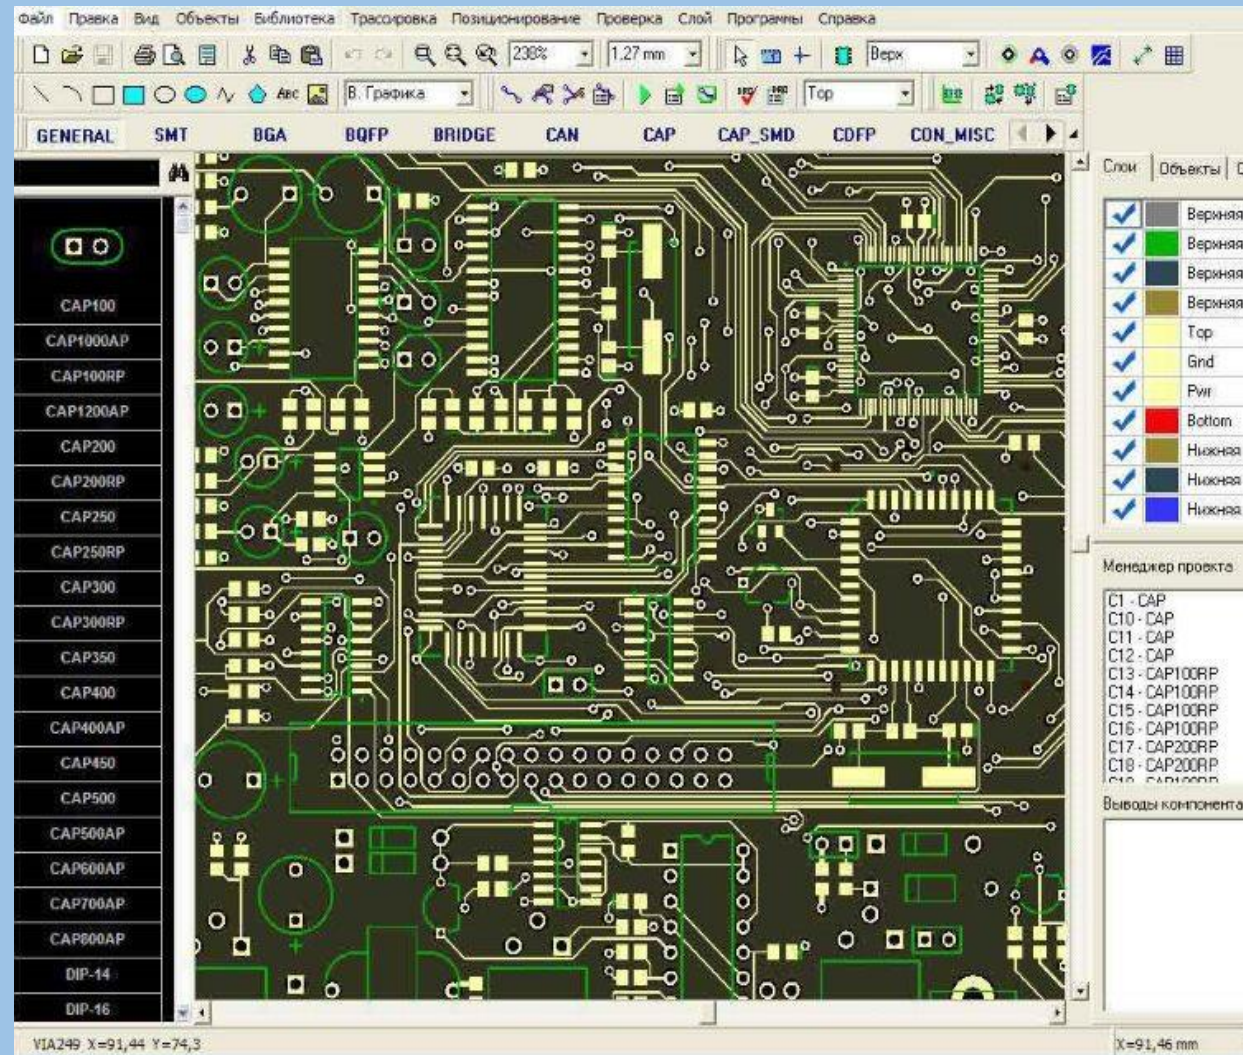 Файл Правка Вид Объекты Библиотека Трассировка Позиционирование Проверка Слой Программы Справка
238% 1,27 mm Верх
ABC В. Графика Top
GENERAL SMT BGA BQFP BRIDGE CAN CAP CAP_SMD CDFP CON_MISC
CAP100
CAP1000AP
CAP100RP
CAP1200AP
CAP200
CAP200RP
CAP250
CAP250RP
CAP300
CAP300RP
CAP350
CAP400
CAP400AP
CAP450
CAP500
CAP500AP
CAP600AP
CAP700AP
CAP800AP
DIP-14
DIP-16
Слои Объекты
Верхняя
Верхняя
Верхняя
Верхняя
Top
Gnd
Pwr
Bottom
Нижняя
Нижняя
Нижняя
Менеджер проекта
C1 - CAP
C10 - CAP
C11 - CAP
C12 - CAP
C13 - CAP100RP
C14 - CAP100RP
C15 - CAP100RP
C16 - CAP100RP
C17 - CAP200RP
C18 - CAP200RP
C19 - CAP100RP
Выводы компонента
VIA249 X=91,44 Y=74,3
X=91,46 mm